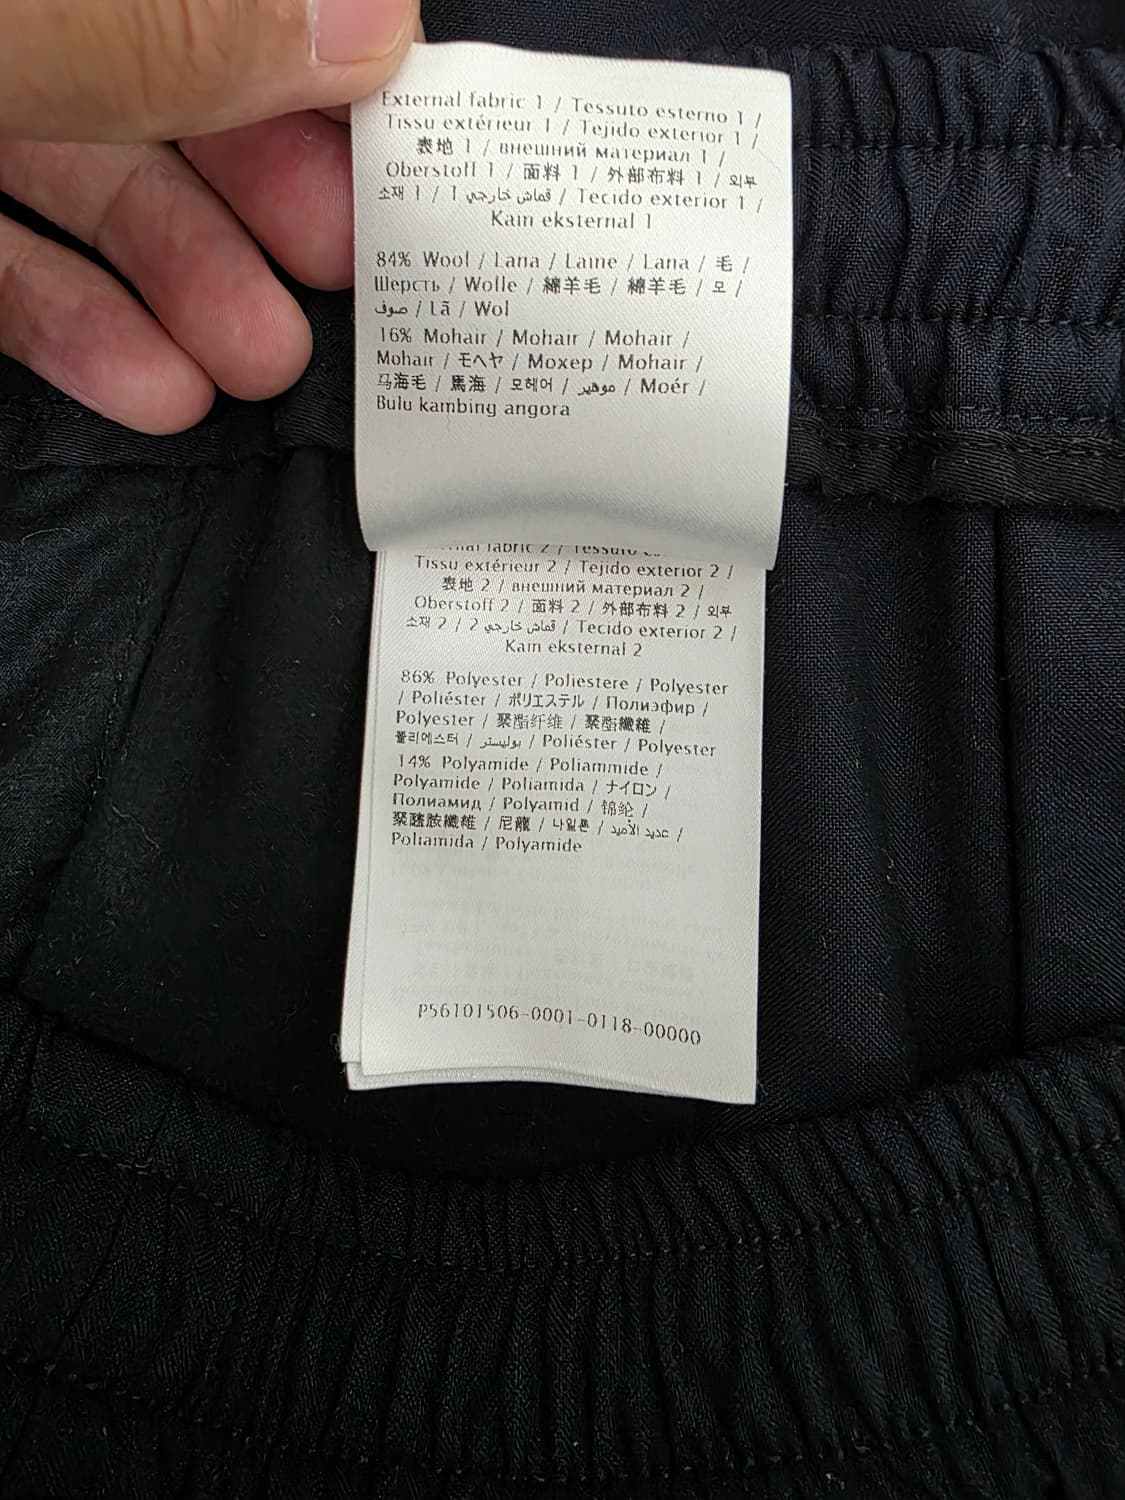 External fabric 1 / Tessuto esterno 1 /
Tissu extérieur 1 / Tejido exterior 1 /
表地 1 / внешний материал 1 /
Oberstoff 1 / 面料 1 / 外部布料 1 / 외부
소재 1 / 1 قماش خارجي / Tecido exterior 1 /
Kain eksternal 1
84% Wool / Lana / Laine / Lana / 毛 /
Шерсть / Wolle / 綿羊毛 / 綿羊毛 / 모 /
صوف / Lã / Wol
16% Mohair / Mohair / Mohair /
Mohair / モヘヤ / Мохер / Mohair /
马海毛 / 馬海 / 모헤어 / موهير / Moér /
Bulu kambing angora
fabric 2 / Tessuto
Tissu extérieur 2 / Tejido exterior 2 /
表地 2 / внешний материал 2 /
Oberstoff 2 / 面料 2 / 外部布料 2 / 외부
소재 2 / 2 قماش خارجي / Tecido exterior 2 /
Kain eksternal 2
86% Polyester / Poliestere / Polyester
/ Poliéster / ポリエステル / Полиэфир /
Polyester / 聚酯纤维 / 聚酯纖維 /
폴리에스터 / بوليستر / Poliéster / Polyester
14% Polyamide / Poliammide /
Polyamide / Poliamida / ナイロン /
Полиамид / Polyamid / 锦纶 /
聚醯胺纖維 / 尼龍 / 나일론 / عديد الأميد /
Poliamida / Polyamide
P56101506-0001-0118-00000